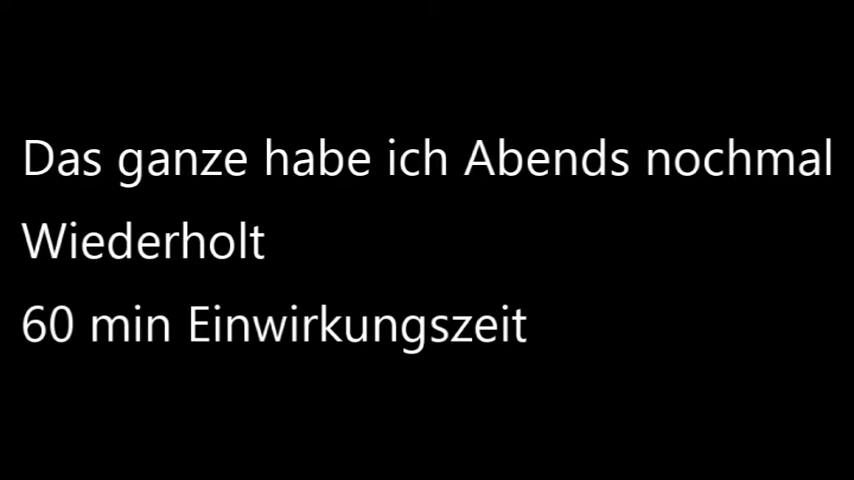 Das ganze habe ich Abends nochmal
Wiederholt
60 min Einwirkungszeit